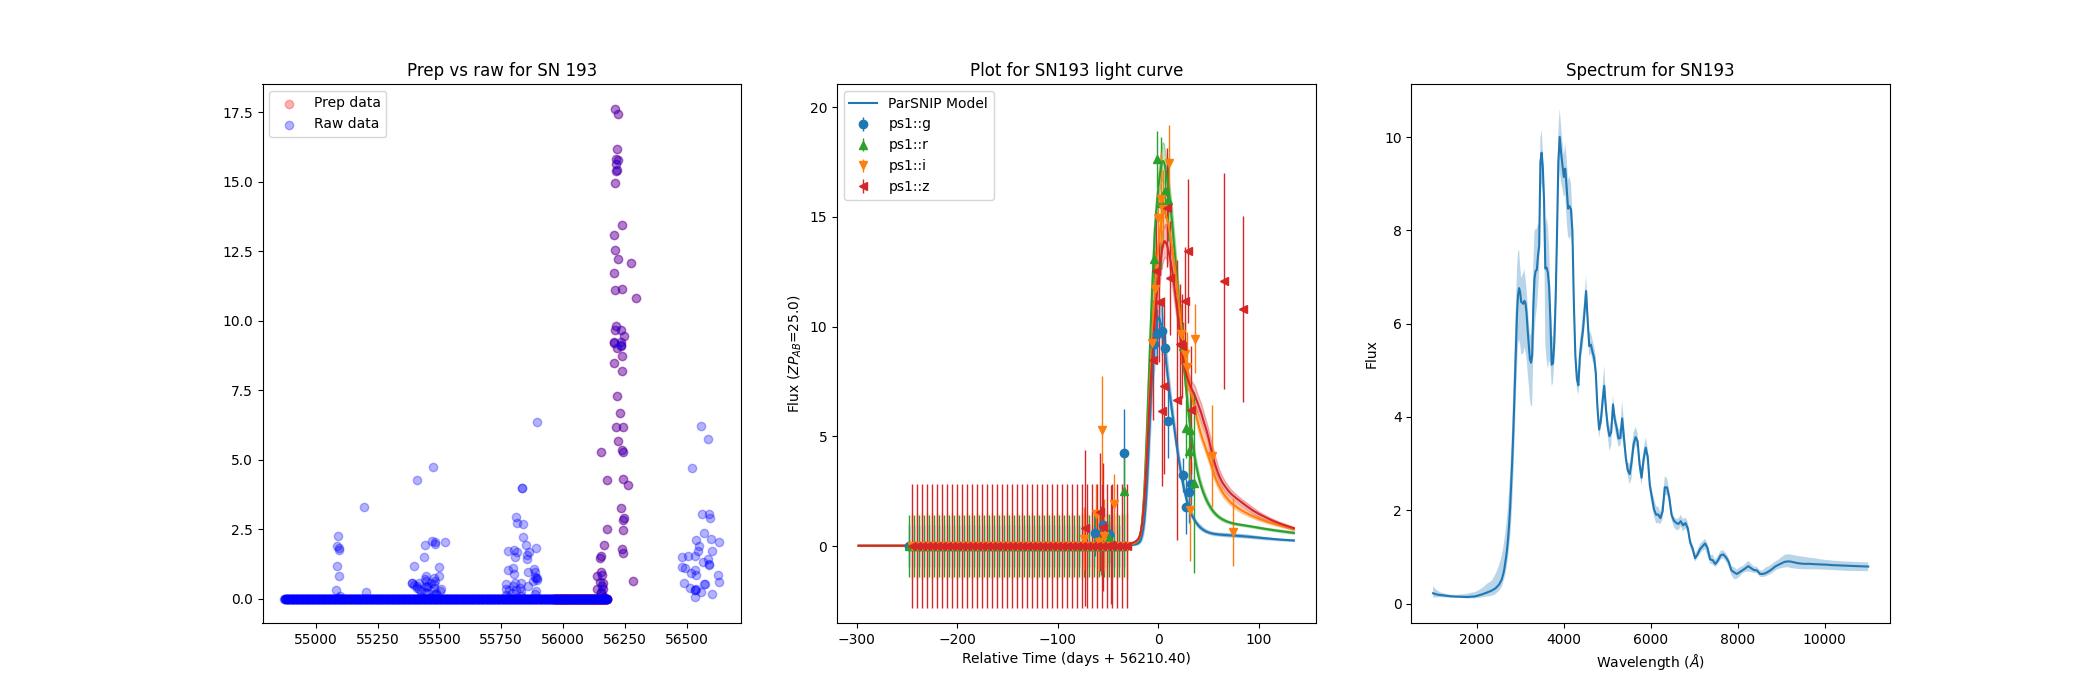 Prep vs raw for SN 193
Prep data
Raw data
17.5
15.0
12.5
10.0
7.5
5.0
2.5
0.0
55000
55250
55500
55750
56000
56250
56500
Plot for SN193 light curve
ParSNIP Model
ps1::g
ps1::r
ps1::i
ps1::z
Flux (ZP_{AB}=25.0)
20
15
10
5
0
−300
−200
−100
0
100
Relative Time (days + 56210.40)
Spectrum for SN193
Flux
10
8
6
4
2
0
2000
4000
6000
8000
10000
Wavelength (Å)